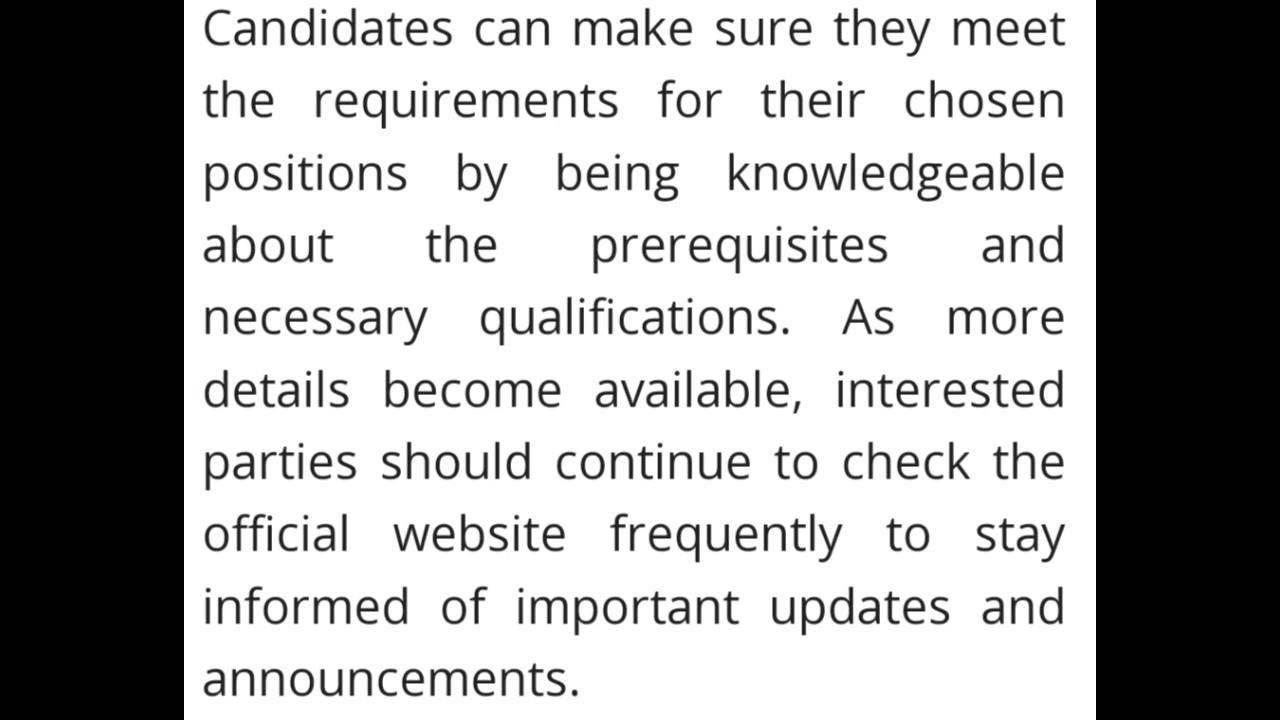 Candidates can make sure they meet
the requirements for their chosen
positions by being knowledgeable
about the prerequisites and
necessary qualifications. As more
details become available, interested
parties should continue to check the
official website frequently to stay
informed of important updates and
announcements.